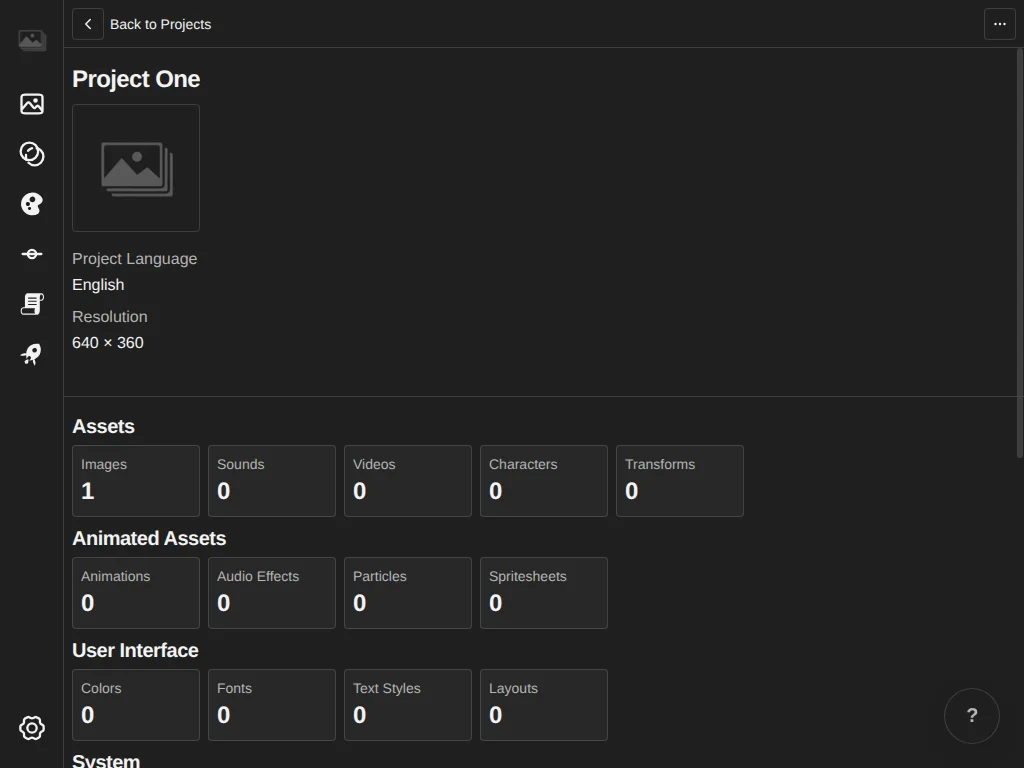 Back to Projects
Project One
Project Language
English
Resolution
640 × 360
Assets
Images
1
Sounds
0
Videos
0
Characters
0
Transforms
0
Animated Assets
Animations
0
Audio Effects
0
Particles
0
Spritesheets
0
User Interface
Colors
0
Fonts
0
Text Styles
0
Layouts
0
?
System